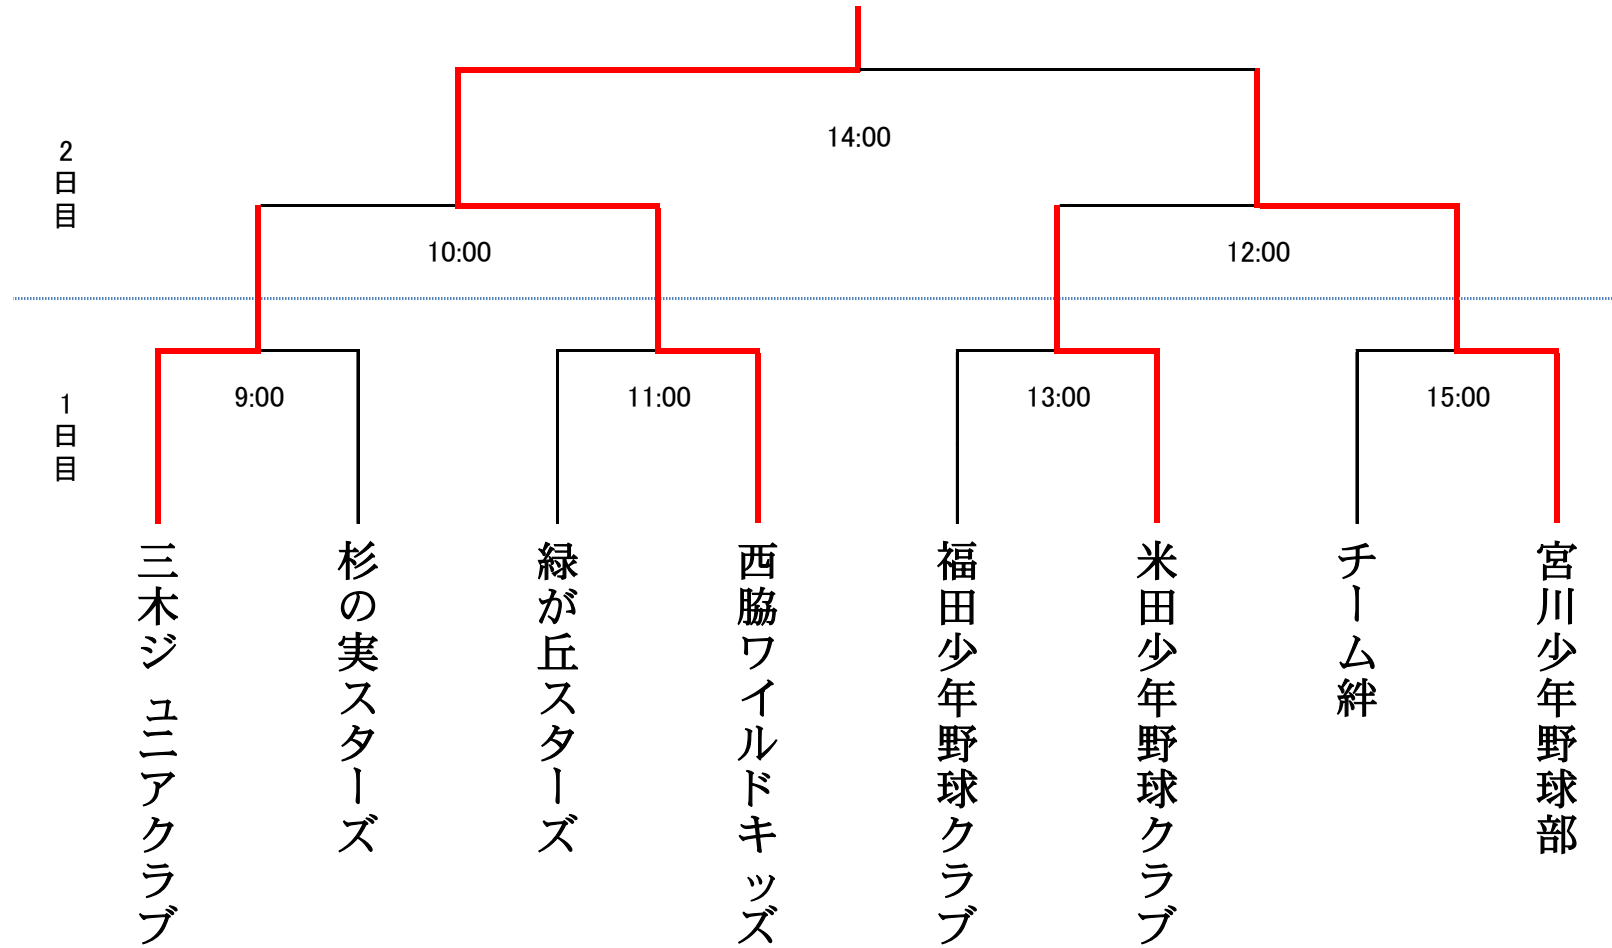 14:00
2日目
10:00
12:00
1日目
9:00
11:00
13:00
15:00
三木ジュニアクラブ
杉の実スターズ
緑が丘スターズ
西脇ワイルドキッズ
福田少年野球クラブ
米田少年野球クラブ
チーム絆
宮川少年野球部